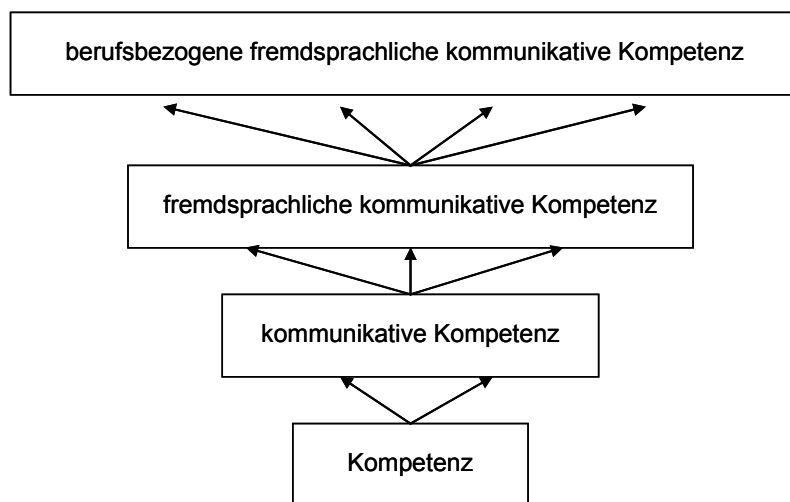 berufsbezogene fremdsprachliche kommunikative Kompetenz
fremdsprachliche kommunikative Kompetenz
kommunikative Kompetenz
Kompetenz